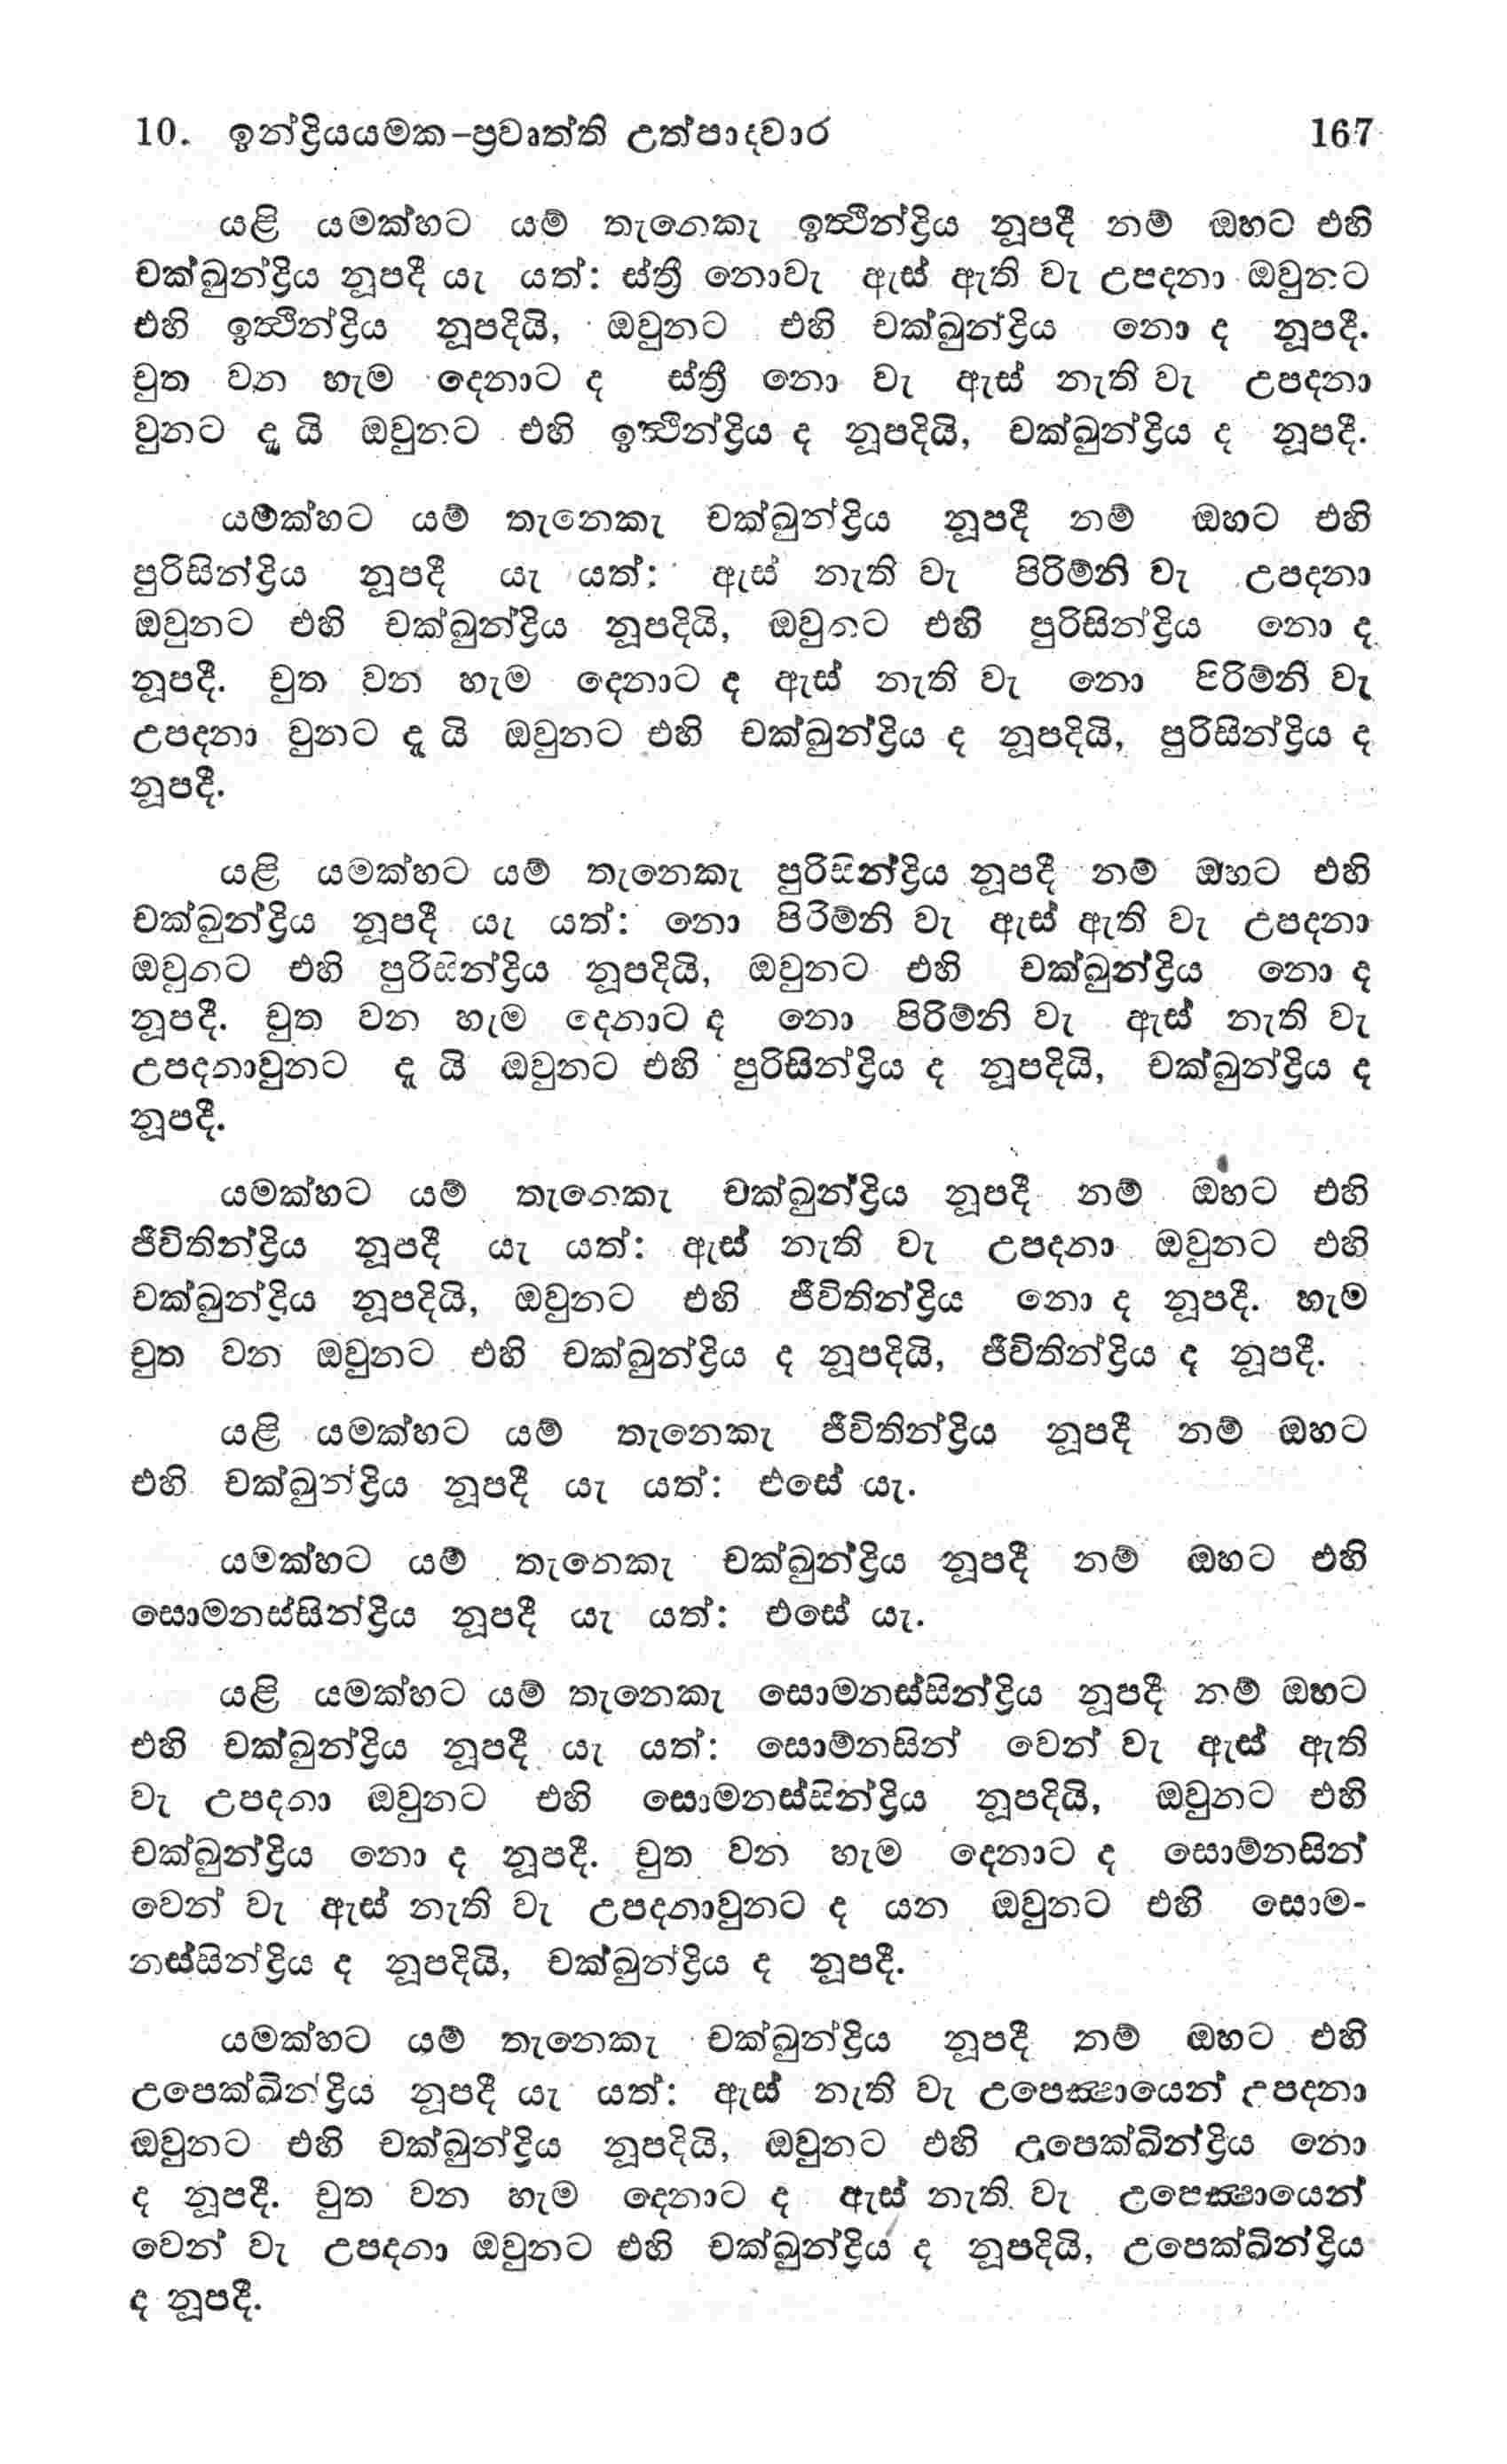 10. ඉන්ද්‍රියයමක-ප්‍රවෘත්ති උත්පාදවාර 167
යළි යමක්හට යම් තැනෙකැ ඉත්‍ථින්ද්‍රිය නූපදී නම් ඔහට එහි
චක්ඛුන්ද්‍රිය නූපදී යැ යත්: ස්ත්‍රී නොවැ ඇස් ඇති වැ උපදනා ඔවුනට
එහි ඉත්‍ථින්ද්‍රිය නූපදියි, ඔවුනට එහි චක්ඛුන්ද්‍රිය නො ද නූපදී.
චුත වන හැම දෙනාට ද ස්ත්‍රී නො වැ ඇස් නැති වැ උපදනා
වුනට දැ යි ඔවුනට එහි ඉත්‍ථින්ද්‍රිය ද නූපදියි, චක්ඛුන්ද්‍රිය ද නූපදී.
යමක්හට යම් තැනෙකැ චක්ඛුන්ද්‍රිය නූපදී නම් ඔහට එහි
පුරිසින්ද්‍රිය නූපදී යැ යත්: ඇස් නැති වැ පිරිම්නි වැ උපදනා
ඔවුනට එහි චක්ඛුන්ද්‍රිය නූපදියි, ඔවුනට එහි පුරිසින්ද්‍රිය නො ද
නූපදී. චුත වන හැම දෙනාට ද ඇස් නැති වැ නො පිරිම්නි වැ
උපදනා වුනට දැ යි ඔවුනට එහි චක්ඛුන්ද්‍රිය ද නූපදියි, පුරිසින්ද්‍රිය ද
නූපදී.
යළි යමක්හට යම් තැනෙකැ පුරිසින්ද්‍රිය නූපදී නම් ඔහට එහි
චක්ඛුන්ද්‍රිය නූපදී යැ යත්: නො පිරිම්නි වැ ඇස් ඇති වැ උපදනා
ඔවුනට එහි පුරිසින්ද්‍රිය නූපදියි, ඔවුනට එහි චක්ඛුන්ද්‍රිය නො ද
නූපදී. චුත වන හැම දෙනාට ද නො පිරිම්නි වැ ඇස් නැති වැ
උපදනාවුනට දැ යි ඔවුනට එහි පුරිසින්ද්‍රිය ද නූපදියි, චක්ඛුන්ද්‍රිය ද
නූපදී.
යමක්හට යම් තැනෙකැ චක්ඛුන්ද්‍රිය නූපදී නම් ඔහට එහි
ජීවිතින්ද්‍රිය නූපදී යැ යත්: ඇස් නැති වැ උපදනා ඔවුනට එහි
චක්ඛුන්ද්‍රිය නූපදියි, ඔවුනට එහි ජීවිතින්ද්‍රිය නො ද නූපදී. හැම
චුත වන ඔවුනට එහි චක්ඛුන්ද්‍රිය ද නූපදියි, ජීවිතින්ද්‍රිය ද නූපදී.
යළි යමක්හට යම් තැනෙකැ ජීවිතින්ද්‍රිය නූපදී නම් ඔහට
එහි චක්ඛුන්ද්‍රිය නූපදී යැ යත්: එසේ යැ.
යමක්හට යම් තැනෙකැ චක්ඛුන්ද්‍රිය නූපදී නම් ඔහට එහි
සොමනස්සින්ද්‍රිය නූපදී යැ යත්: එසේ යැ.
යළි යමක්හට යම් තැනෙකැ සොමනස්සින්ද්‍රිය නූපදී නම් ඔහට
එහි චක්ඛුන්ද්‍රිය නූපදී යැ යත්: සොම්නසින් වෙන් වැ ඇස් ඇති
වැ උපදනා ඔවුනට එහි සොමනස්සින්ද්‍රිය නූපදියි, ඔවුනට එහි
චක්ඛුන්ද්‍රිය නො ද නූපදී. චුත වන හැම දෙනාට ද සොම්නසින්
වෙන් වැ ඇස් නැති වැ උපදනාවුනට ද යන ඔවුනට එහි සොම-
නස්සින්ද්‍රිය ද නූපදියි, චක්ඛුන්ද්‍රිය ද නූපදී.
යමක්හට යම් තැනෙකැ චක්ඛුන්ද්‍රිය නූපදී නම් ඔහට එහි
උපෙක්ඛින්ද්‍රිය නූපදී යැ යත්: ඇස් නැති වැ උපෙක්‍ෂායෙන් උපදනා
ඔවුනට එහි චක්ඛුන්ද්‍රිය නූපදියි, ඔවුනට එහි උපෙක්ඛින්ද්‍රිය නො
ද නූපදී. චුත වන හැම දෙනාට ද ඇස් නැති වැ උපෙක්‍ෂායෙන්
වෙන් වැ උපදනා ඔවුනට එහි චක්ඛුන්ද්‍රිය ද නූපදියි, උපෙක්ඛින්ද්‍රිය
ද නූපදී.